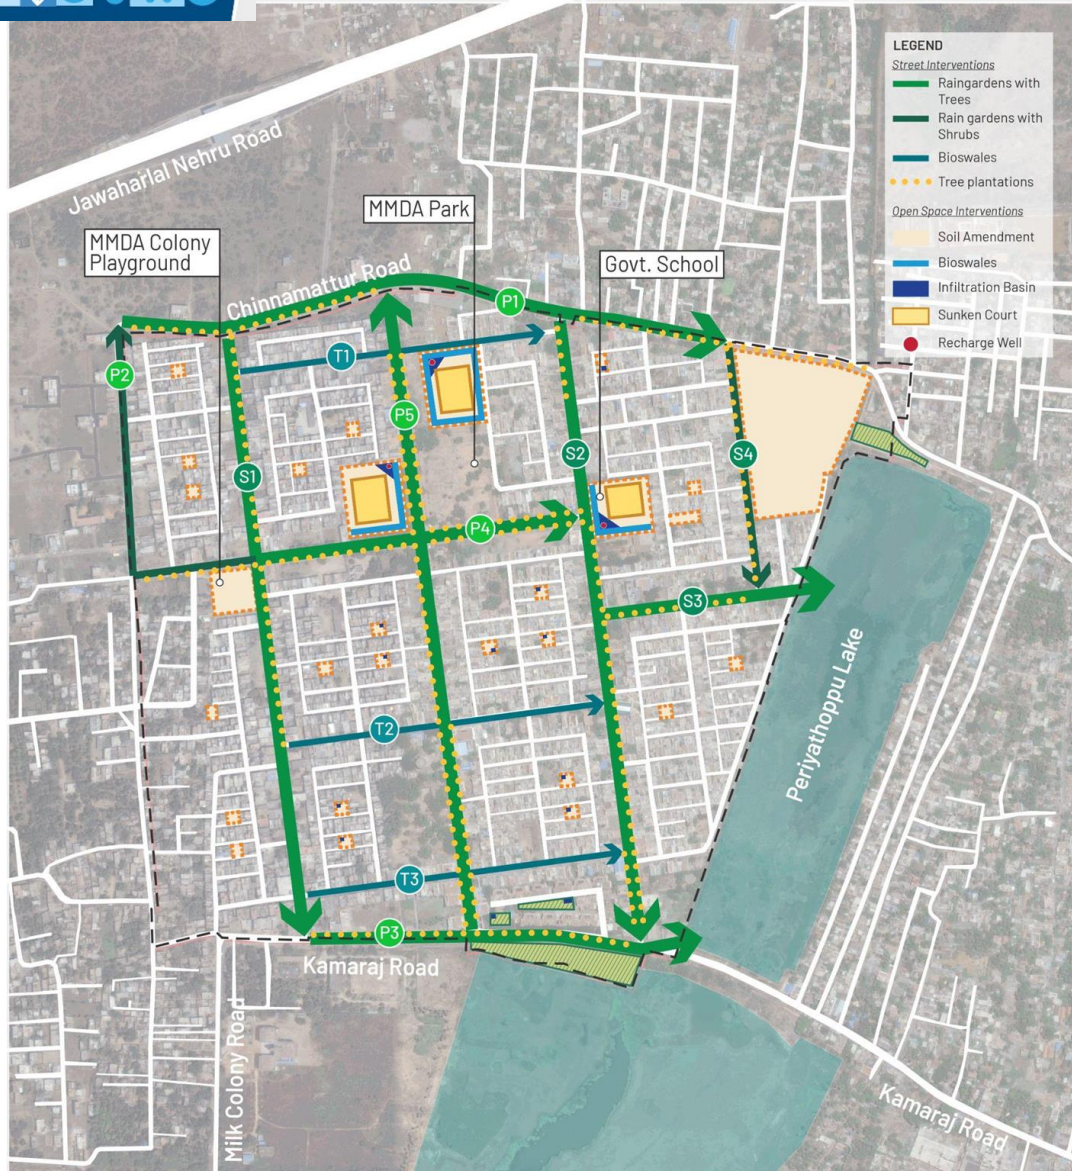 LEGEND
Street Interventions
Raingardens with
Trees
Rain gardens with
Shrubs
Bioswales
Tree plantations
Open Space Interventions
Soil Amendment
Bioswales
Infiltration Basin
Sunken Court
Recharge Well
Jawaharlal Nehru Road
MMDA Park
MMDA Colony
Playground
Govt. School
Chinnamattur Road
P1
T1
P2
P5
S2
S4
S1
P4
S3
Periyathoppu Lake
T2
T3
P3
Kamaraj Road
Milk Colony Road
Kamaraj Road